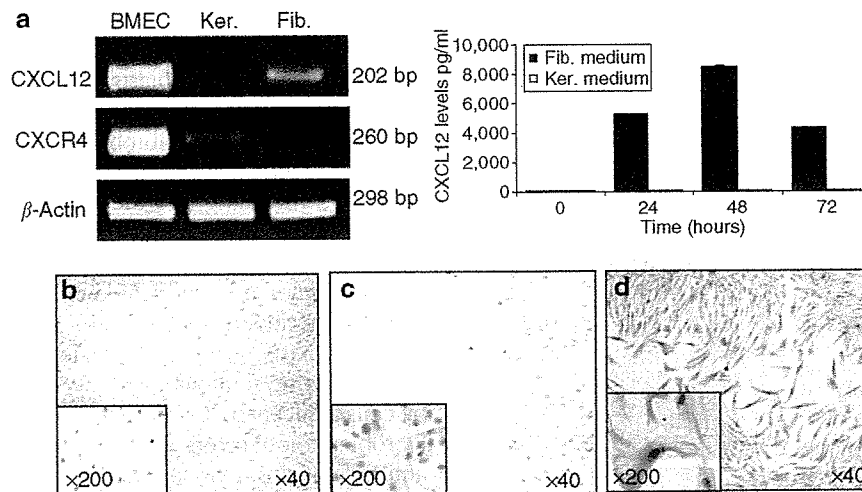 a
BMEC Ker. Fib.
CXCL12 202 bp
CXCR4 260 bp
β-Actin 298 bp
CXCL12 levels pg/ml
10,000
8,000
6,000
4,000
2,000
0
Fib. medium
Ker. medium
0 24 48 72
Time (hours)
b
×200
×40
c
×200
×40
d
×200
×40